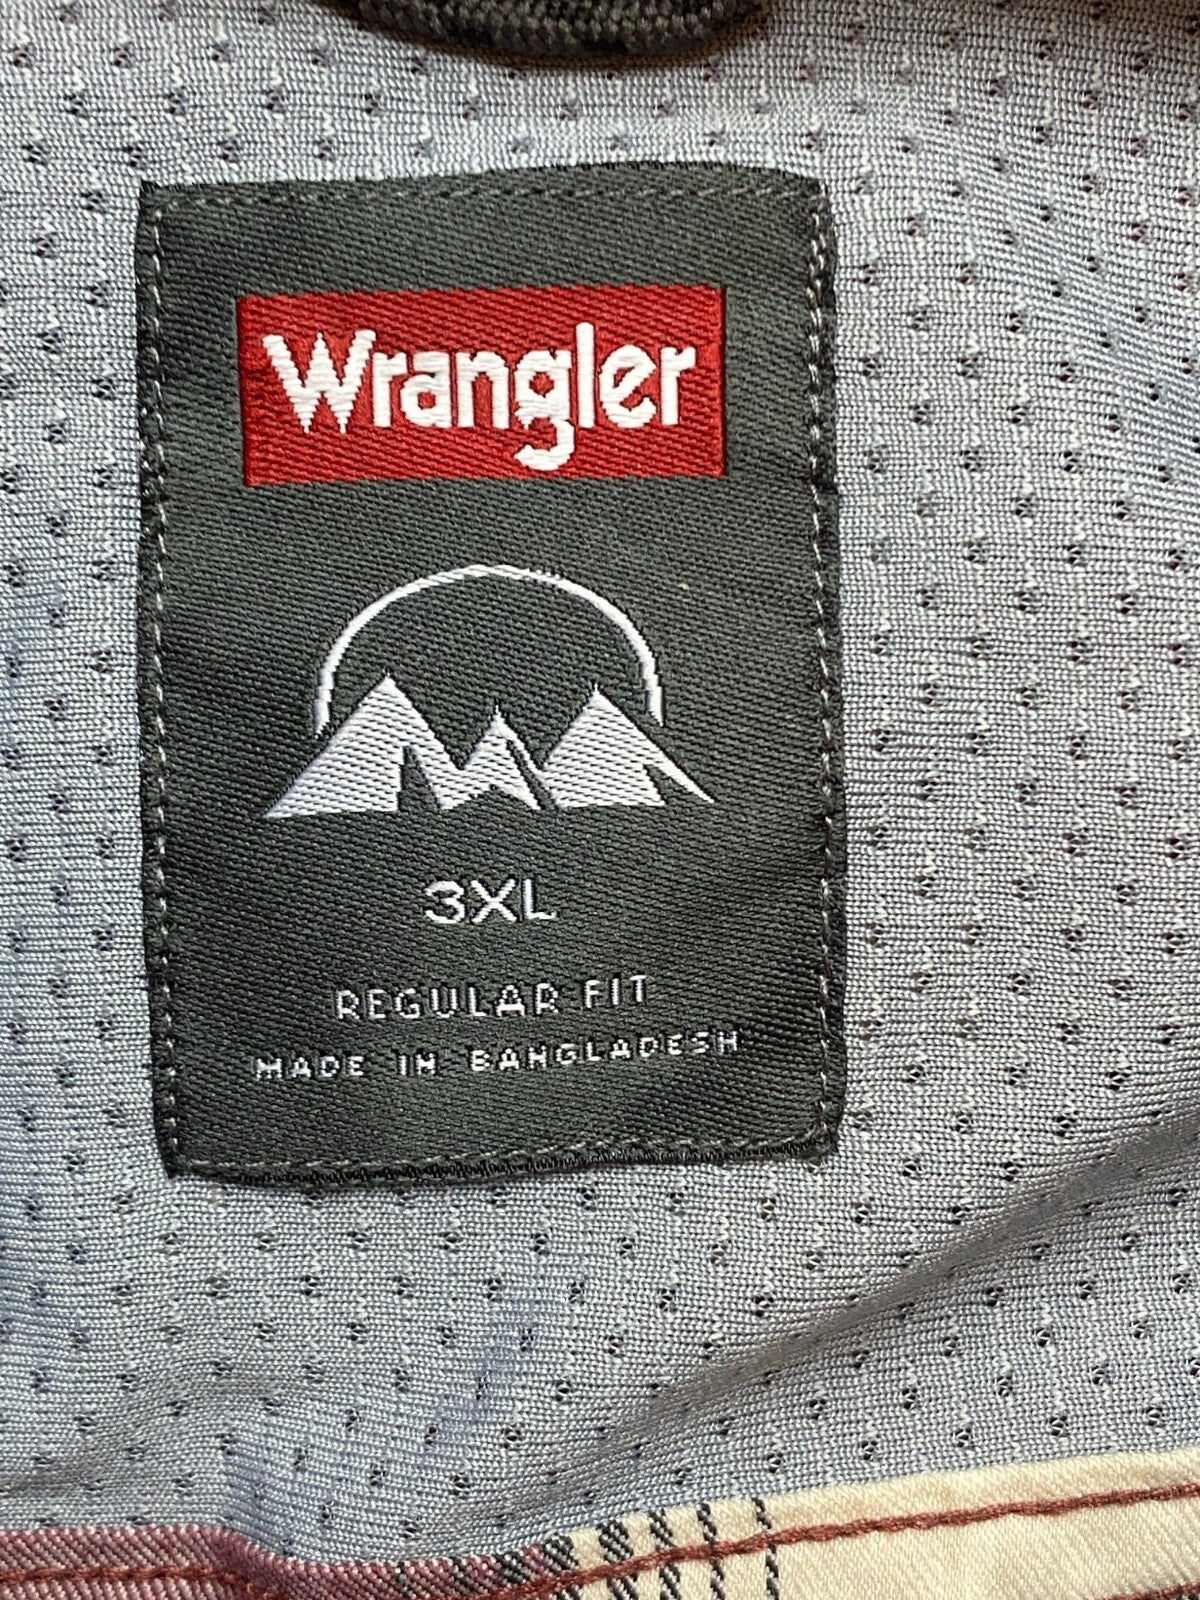 Wrangler
3XL
REGULAR FIT
MADE IN BANGLADESH